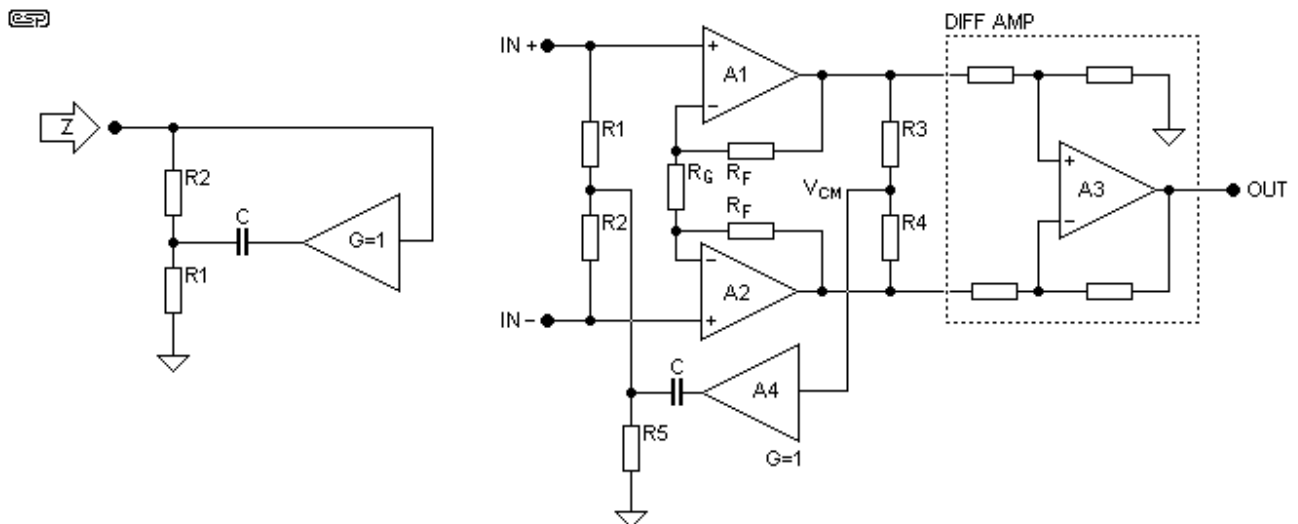 esp
DIFF AMP
IN +
+
A1
−
Z
R1
R3
R2
RG
RF
VCM
+
A3
−
OUT
C
G=1
R2
RF
R4
R1
−
A2
+
IN −
C
A4
R5
G=1